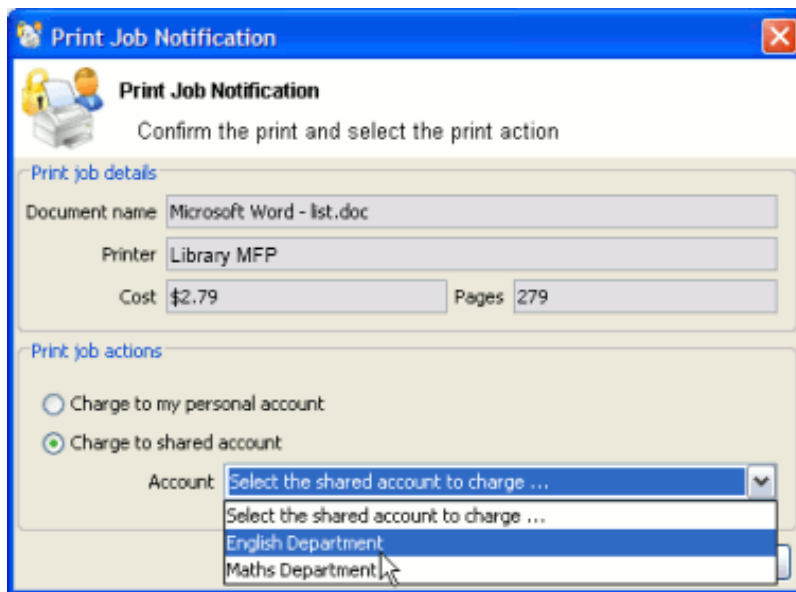 Print Job Notification
Print Job Notification
Confirm the print and select the print action
Print job details
Document name Microsoft Word - list.doc
Printer Library MFP
Cost $2.79 Pages 279
Print job actions
Charge to my personal account
Charge to shared account
Account Select the shared account to charge ...
Select the shared account to charge ...
English Department
Maths Department